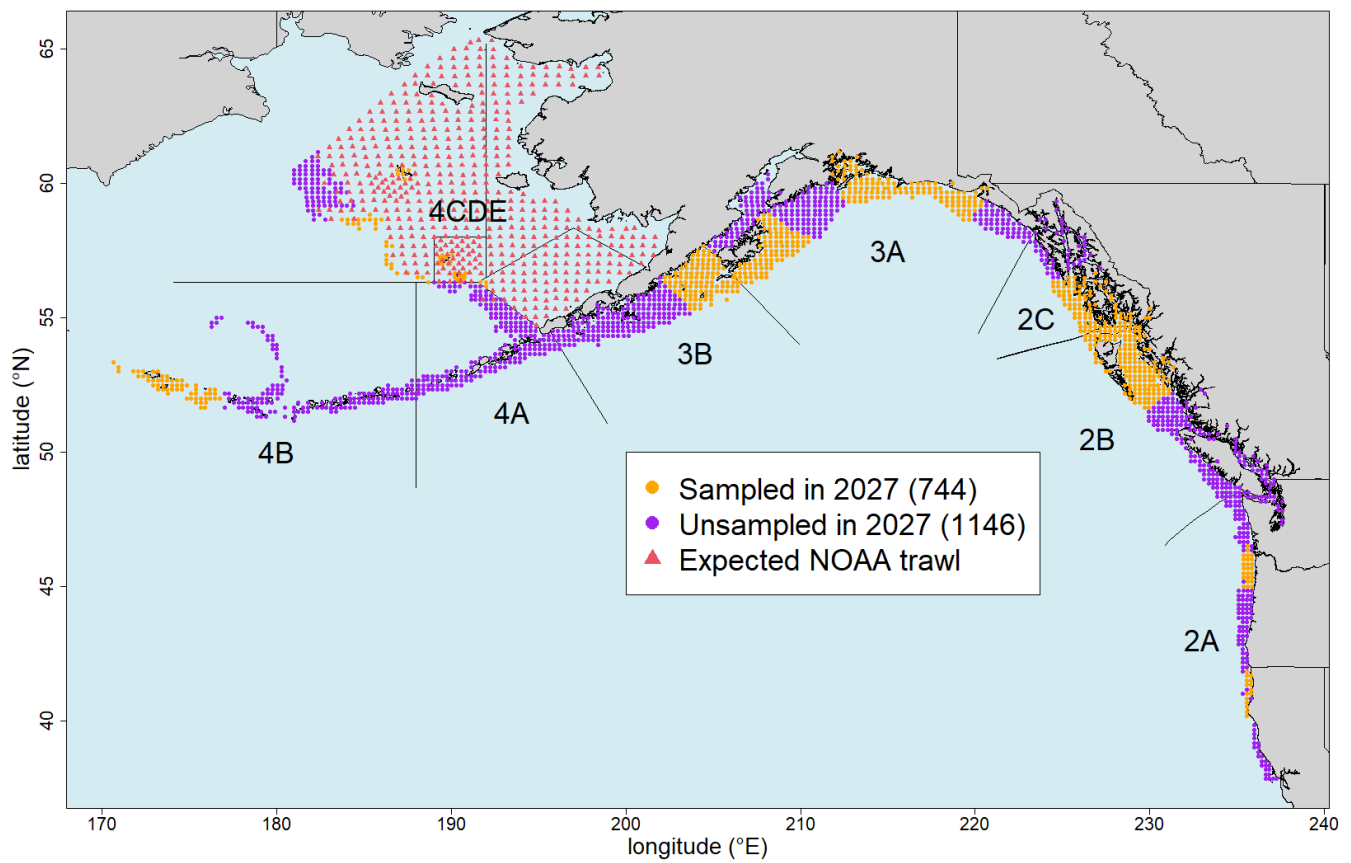 65
60
55
50
45
40
latitude (°N)
4CDE
3A
2C
3B
4A
2B
4B
Sampled in 2027 (744)
Unsampled in 2027 (1146)
Expected NOAA trawl
2A
170 180 190 200 210 220 230 240
longitude (°E)